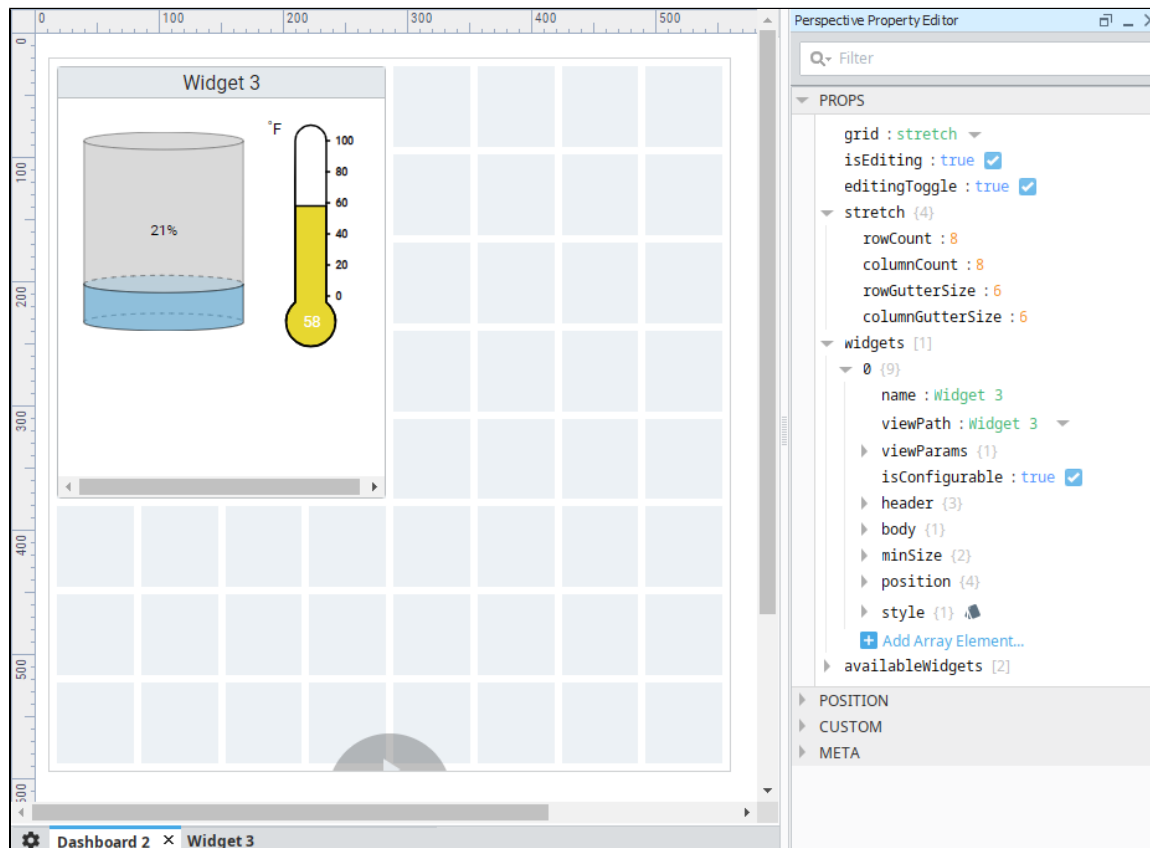 0 100 200 300 400 500
Perspective Property Editor
0
100
200
300
400
500
600
Widget 3
°F
100
80
60
40
20
0
21%
58
Filter
PROPS
grid : stretch
isEditing : true
editingToggle : true
stretch {4}
rowCount : 8
columnCount : 8
rowGutterSize : 6
columnGutterSize : 6
widgets [1]
0 {9}
name : Widget 3
viewPath : Widget 3
viewParams {1}
isConfigurable : true
header {3}
body {1}
minSize {2}
position {4}
style {1}
Add Array Element...
availableWidgets [2]
POSITION
CUSTOM
META
Dashboard 2 × Widget 3